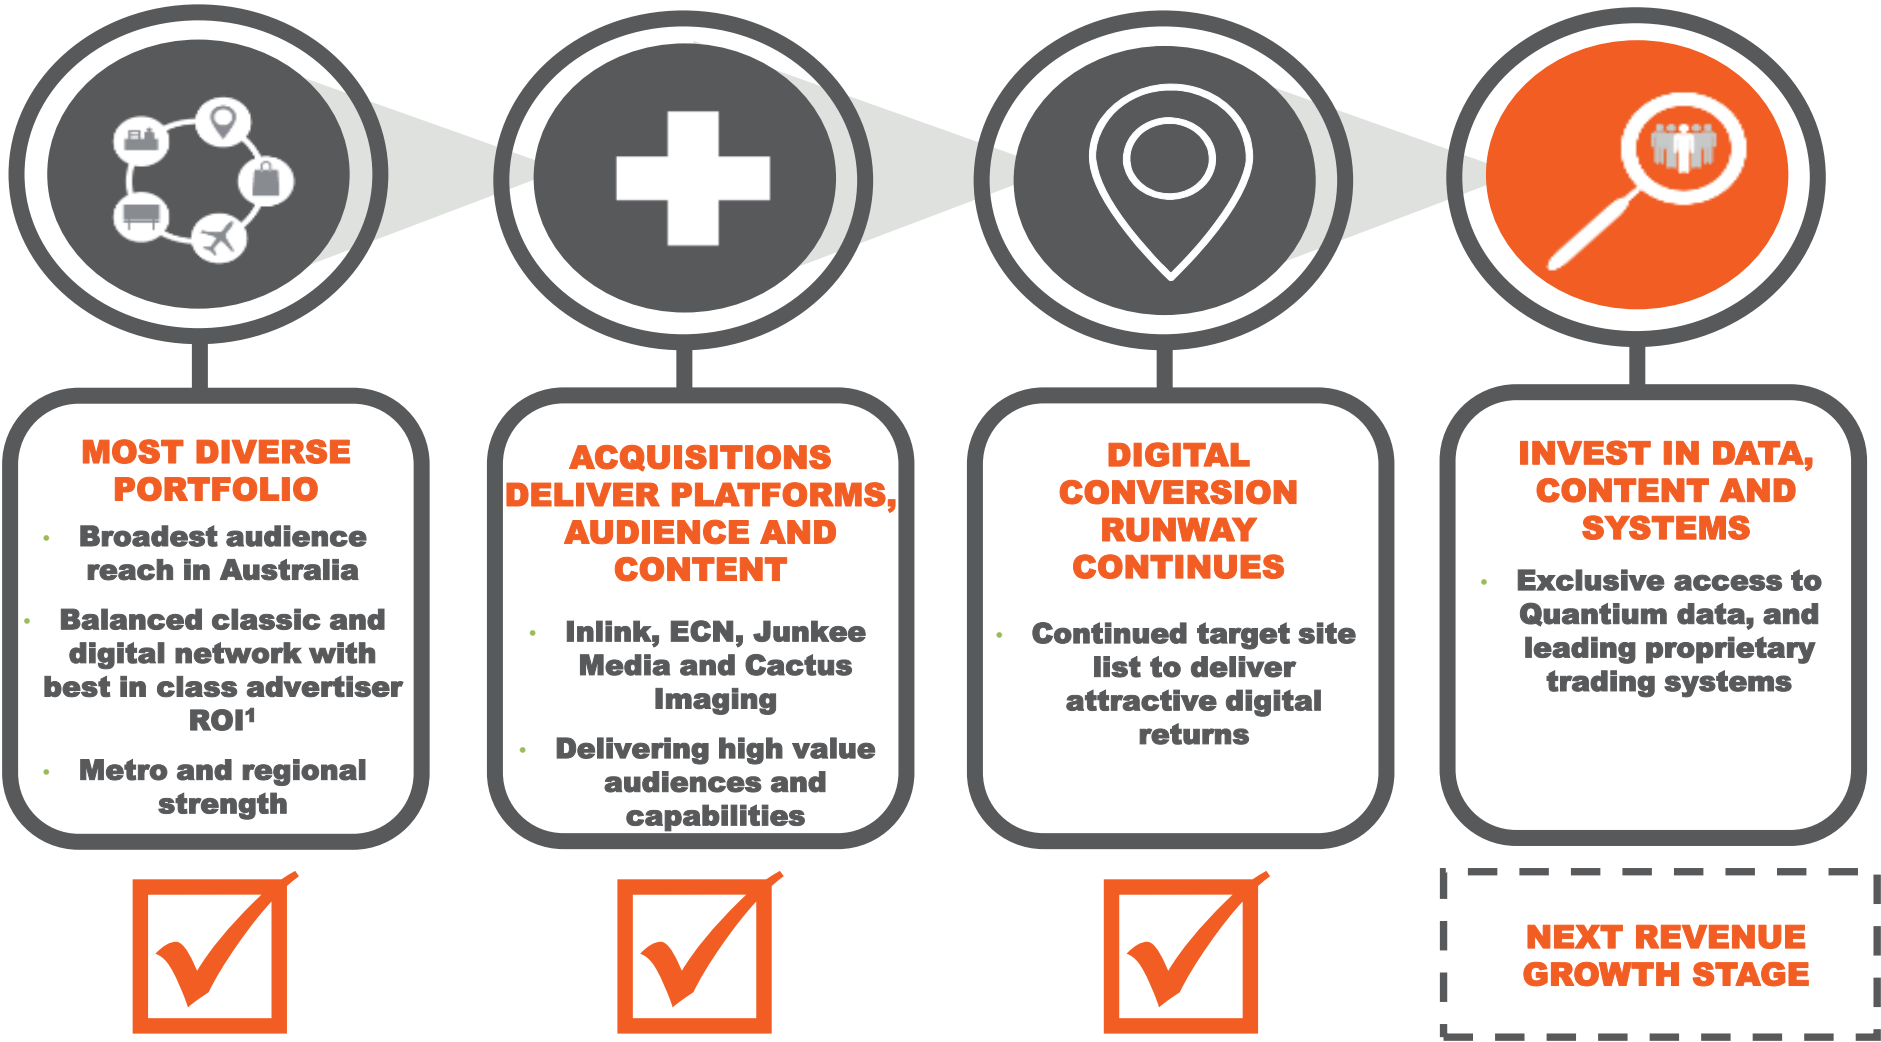 MOST DIVERSE
PORTFOLIO
• Broadest audience
reach in Australia
• Balanced classic and
digital network with
best in class advertiser
ROI¹
• Metro and regional
strength
ACQUISITIONS
DELIVER PLATFORMS,
AUDIENCE AND
CONTENT
• Inlink, ECN, Junkee
Media and Cactus
Imaging
• Delivering high value
audiences and
capabilities
DIGITAL
CONVERSION
RUNWAY
CONTINUES
• Continued target site
list to deliver
attractive digital
returns
INVEST IN DATA,
CONTENT AND
SYSTEMS
• Exclusive access to
Quantium data, and
leading proprietary
trading systems
NEXT REVENUE
GROWTH STAGE